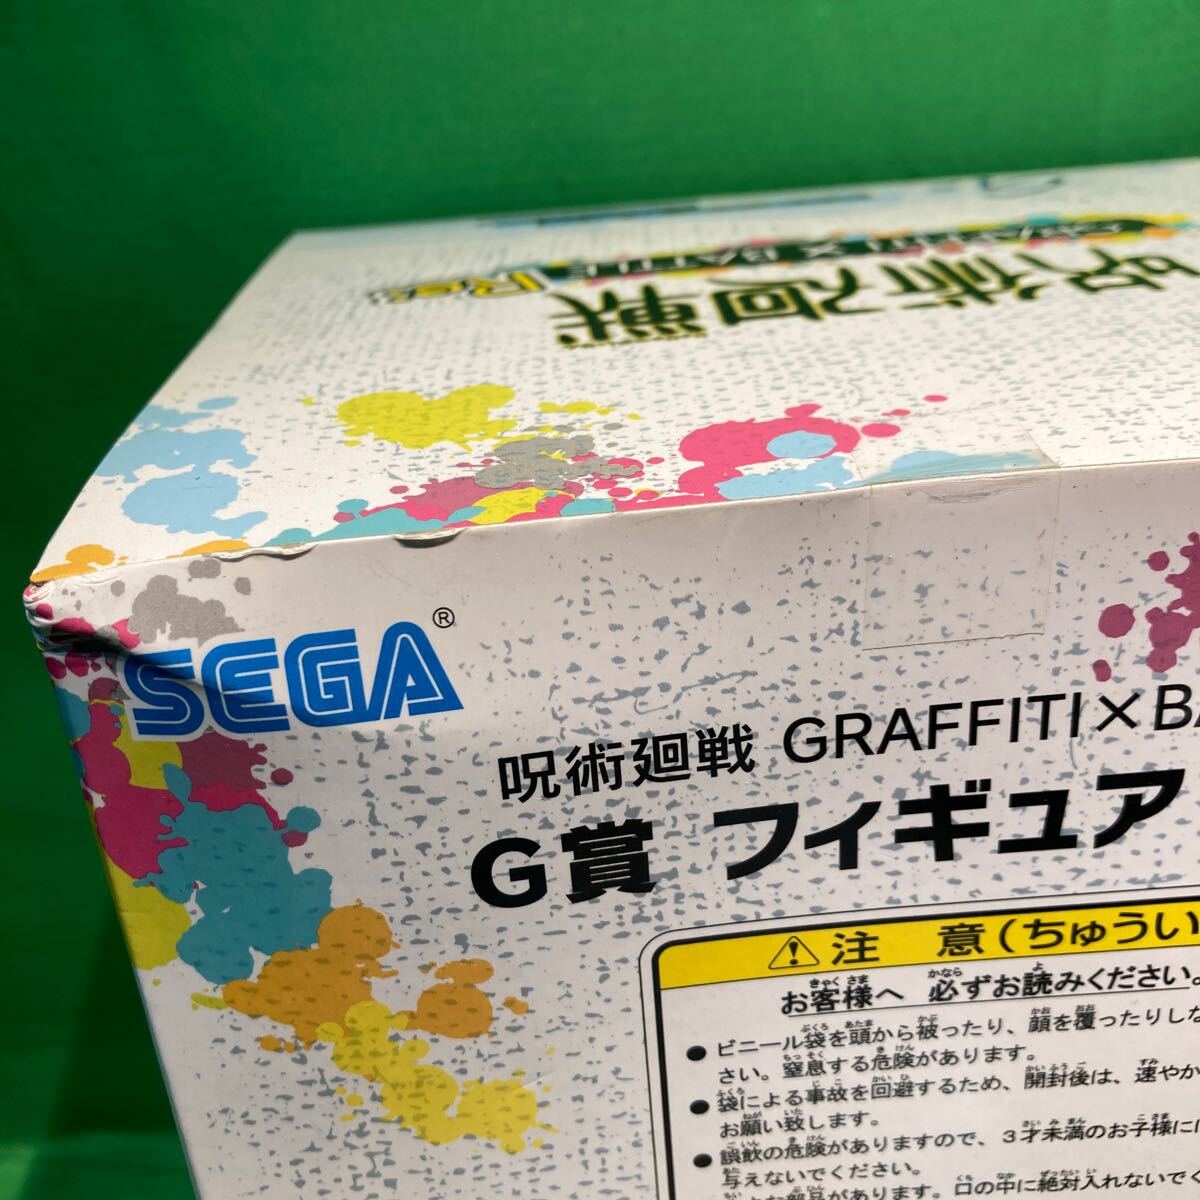 GRAFFITI×BATTLE Re:
呪術廻戦
SEGA®
呪術廻戦 GRAFFITI×B
G賞 フィギュア
注 意(ちゅうい
お客様へ 必ずお読みください。
● ビニール袋を頭から被ったり、顔を覆ったりしな
さい。窒息する危険があります。
● 袋による事故を回避するため、開封後は、速やか
お願い致します。
● 誤飲の危険がありますので、3才未満のお子様に
与えないでください。
口の中に絶対入れないで